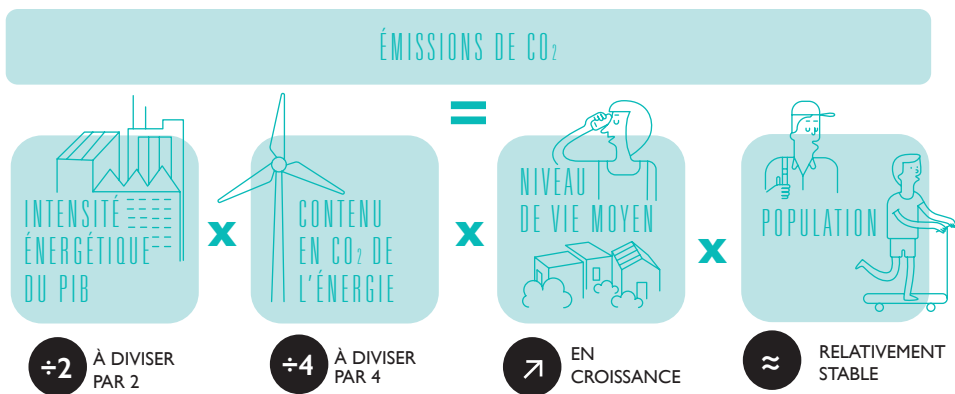 ÉMISSIONS DE CO₂
=
INTENSITÉ
ÉNERGÉTIQUE
DU PIB
x
CONTENU
EN CO₂ DE
L'ÉNERGIE
x
NIVEAU
DE VIE MOYEN
x
POPULATION
÷2
À DIVISER
PAR 2
÷4
À DIVISER
PAR 4
↗
EN
CROISSANCE
≈
RELATIVEMENT
STABLE